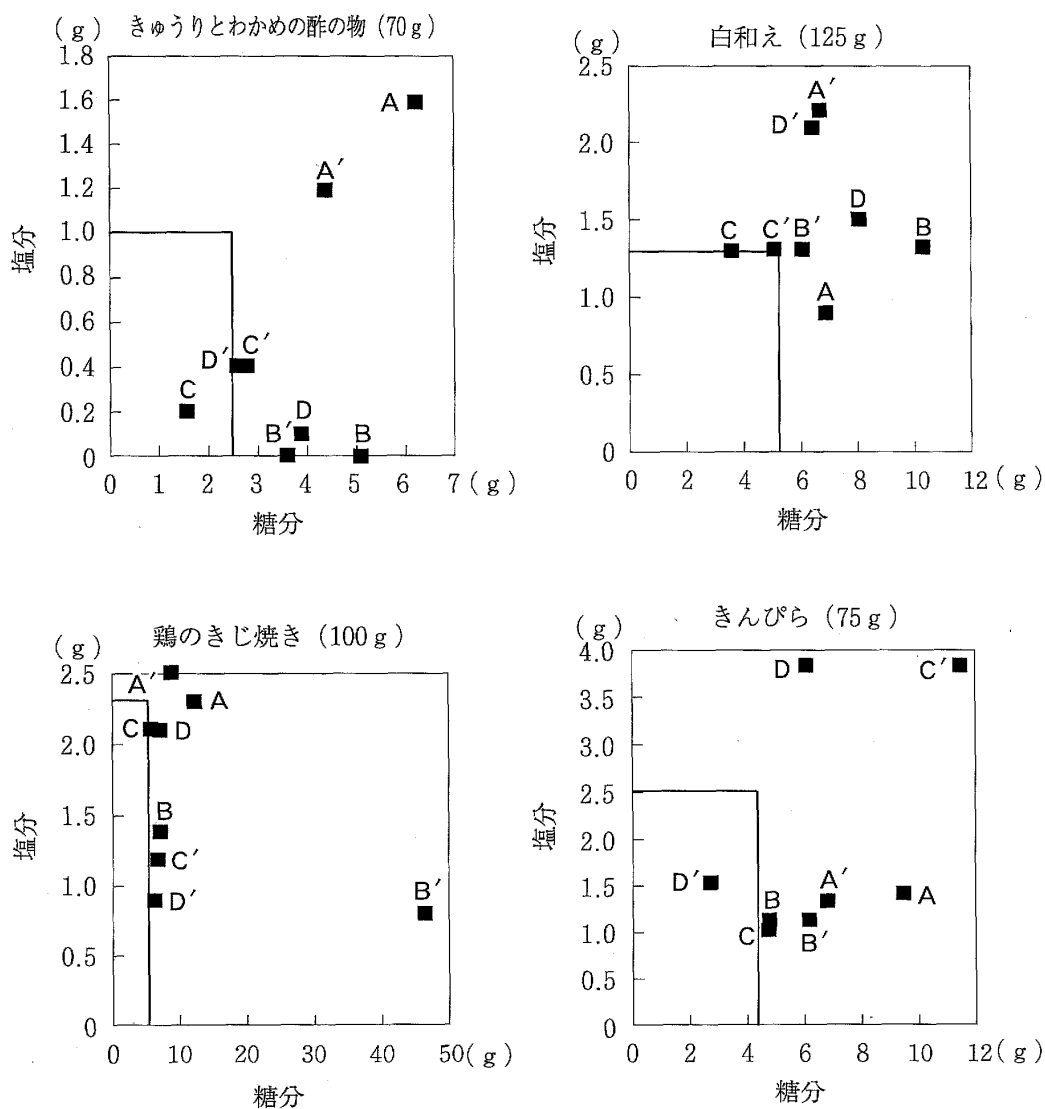 きゅうりとわかめの酢の物 (70g)
(g)
1.8
1.6
1.4
1.2
1.0
0.8
0.6
0.4
0.2
0
塩分
A
A′
D′ C′
C
B′ D B
0 1 2 3 4 5 6 7 (g)
糖分
白和え (125g)
(g)
2.5
2.0
1.5
1.0
0.5
0
塩分
A′
D′
D
C C′ B′ B
A
0 2 4 6 8 10 12 (g)
糖分
鶏のきじ焼き (100g)
(g)
2.5
2.0
1.5
1.0
0.5
0
塩分
A′
A
C D
B
C′
D′ B′
0 10 20 30 40 50 (g)
糖分
きんぴら (75g)
(g)
4.0
3.5
3.0
2.5
2.0
1.5
1.0
0.5
0
塩分
D C′
D′ A′ A
B
C B′
0 2 4 6 8 10 12 (g)
糖分